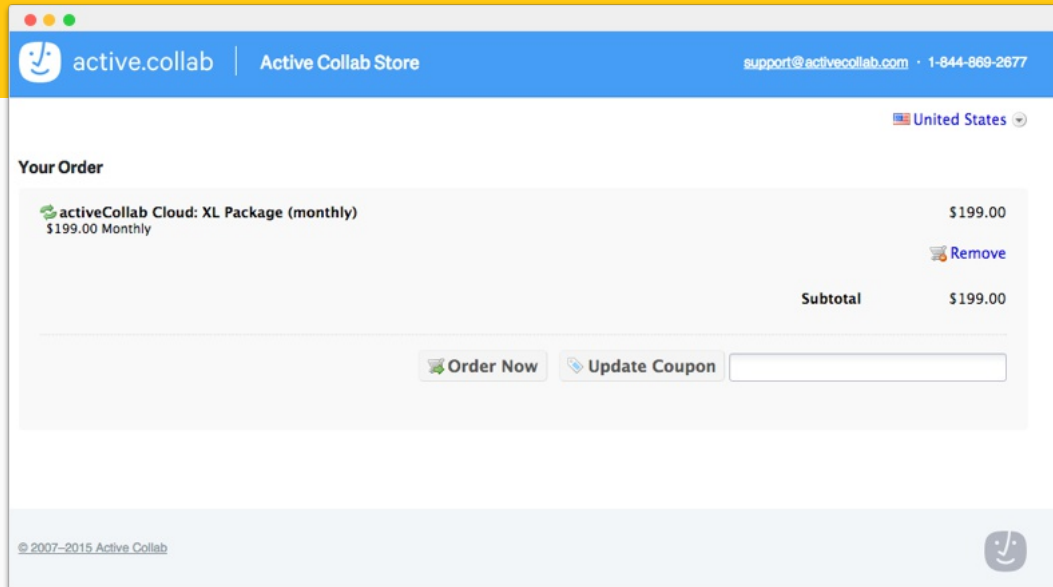 active.collab
Active Collab Store
support@activecollab.com · 1-844-869-2677
United States
Your Order
activeCollab Cloud: XL Package (monthly) $199.00
$199.00 Monthly
Remove
Subtotal $199.00
Order Now Update Coupon
© 2007–2015 Active Collab